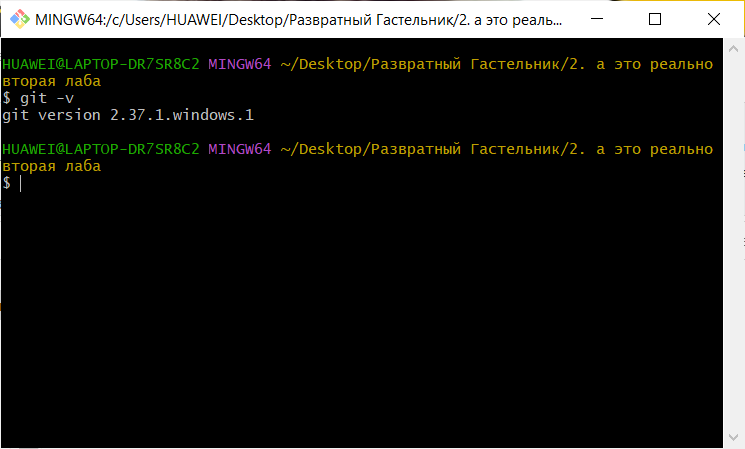 MINGW64:/c/Users/HUAWEI/Desktop/Развратный Гастельник/2. а это реаль...
HUAWEI@LAPTOP-DR7SR8C2 MINGW64 ~/Desktop/Развратный Гастельник/2. а это реально
вторая лаба
$ git -v
git version 2.37.1.windows.1
HUAWEI@LAPTOP-DR7SR8C2 MINGW64 ~/Desktop/Развратный Гастельник/2. а это реально
вторая лаба
$